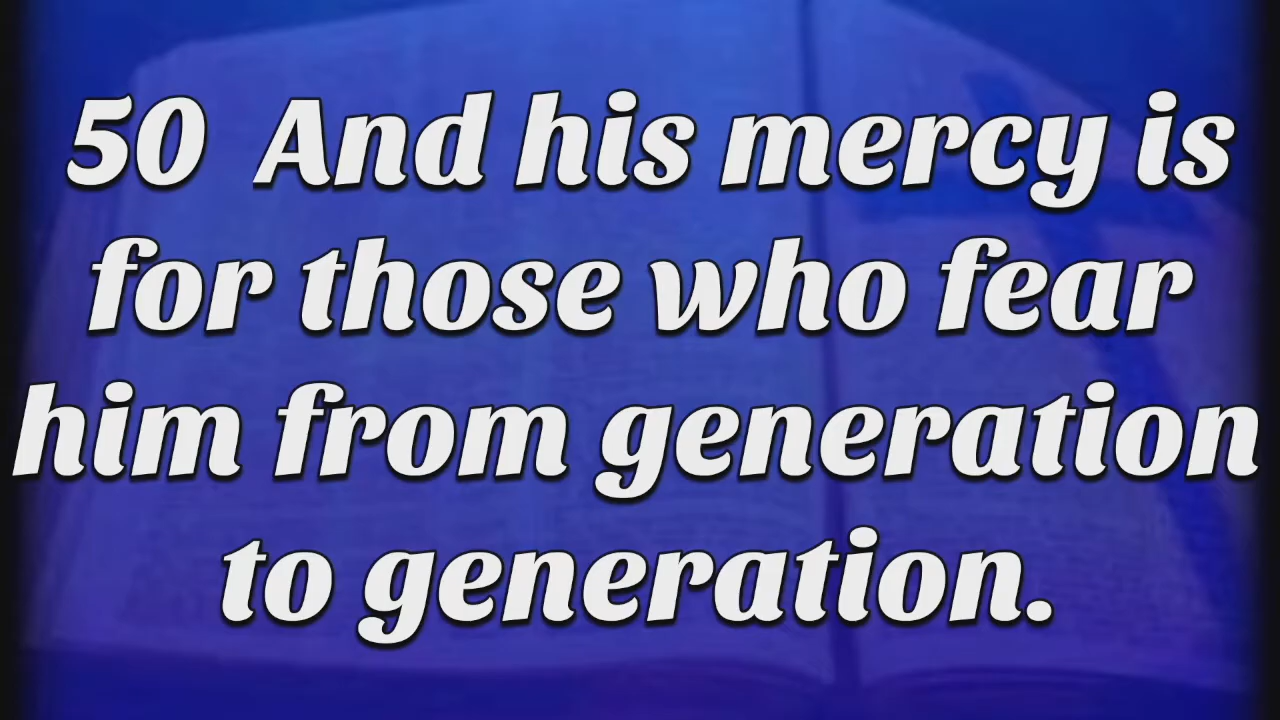 50 And his mercy is
for those who fear
him from generation
to generation.